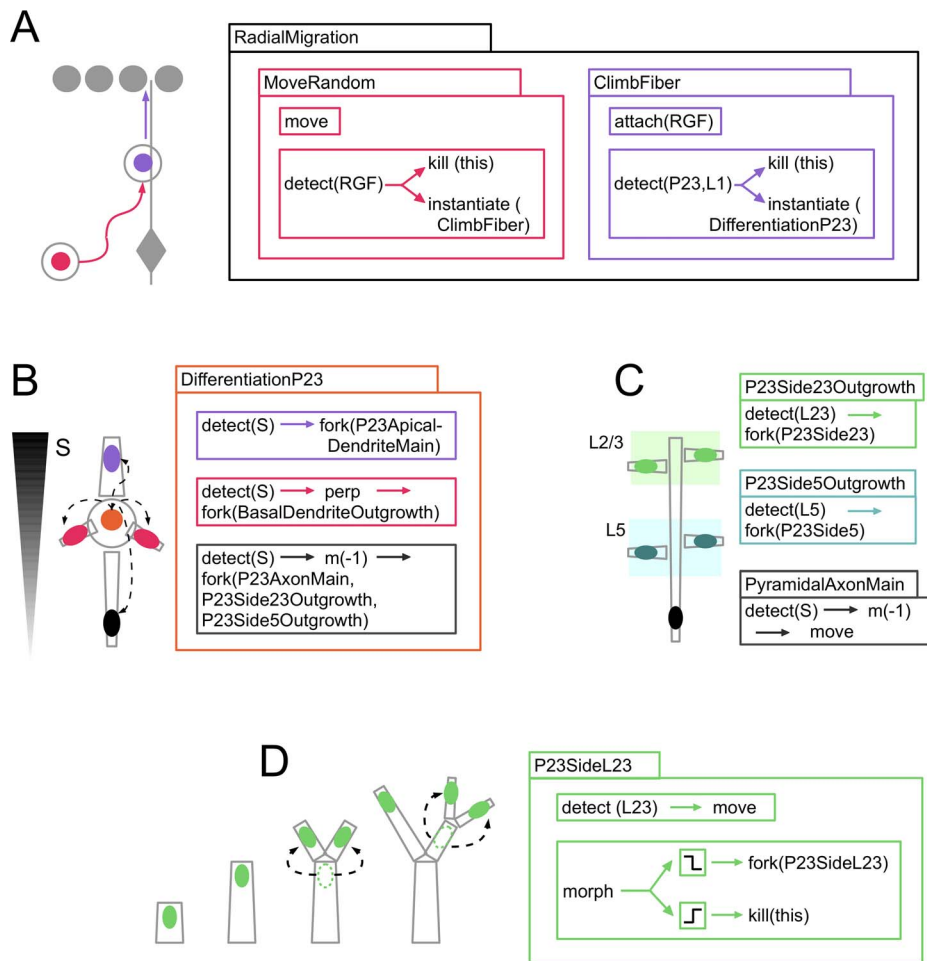 A
RadialMigration
MoveRandom
move
detect(RGF)
kill (this)
instantiate (
ClimbFiber)
ClimbFiber
attach(RGF)
detect(P23,L1)
kill (this)
instantiate (
DifferentiationP23)
B
S
DifferentiationP23
detect(S) fork(P23Apical-
DendriteMain)
detect(S) perp
fork(BasalDendriteOutgrowth)
detect(S) m(-1)
fork(P23AxonMain,
P23Side23Outgrowth,
P23Side5Outgrowth)
C
L2/3
L5
P23Side23Outgrowth
detect(L23)
fork(P23Side23)
P23Side5Outgrowth
detect(L5)
fork(P23Side5)
PyramidalAxonMain
detect(S) m(-1)
move
D
P23SideL23
detect (L23) move
morph
fork(P23SideL23)
kill(this)